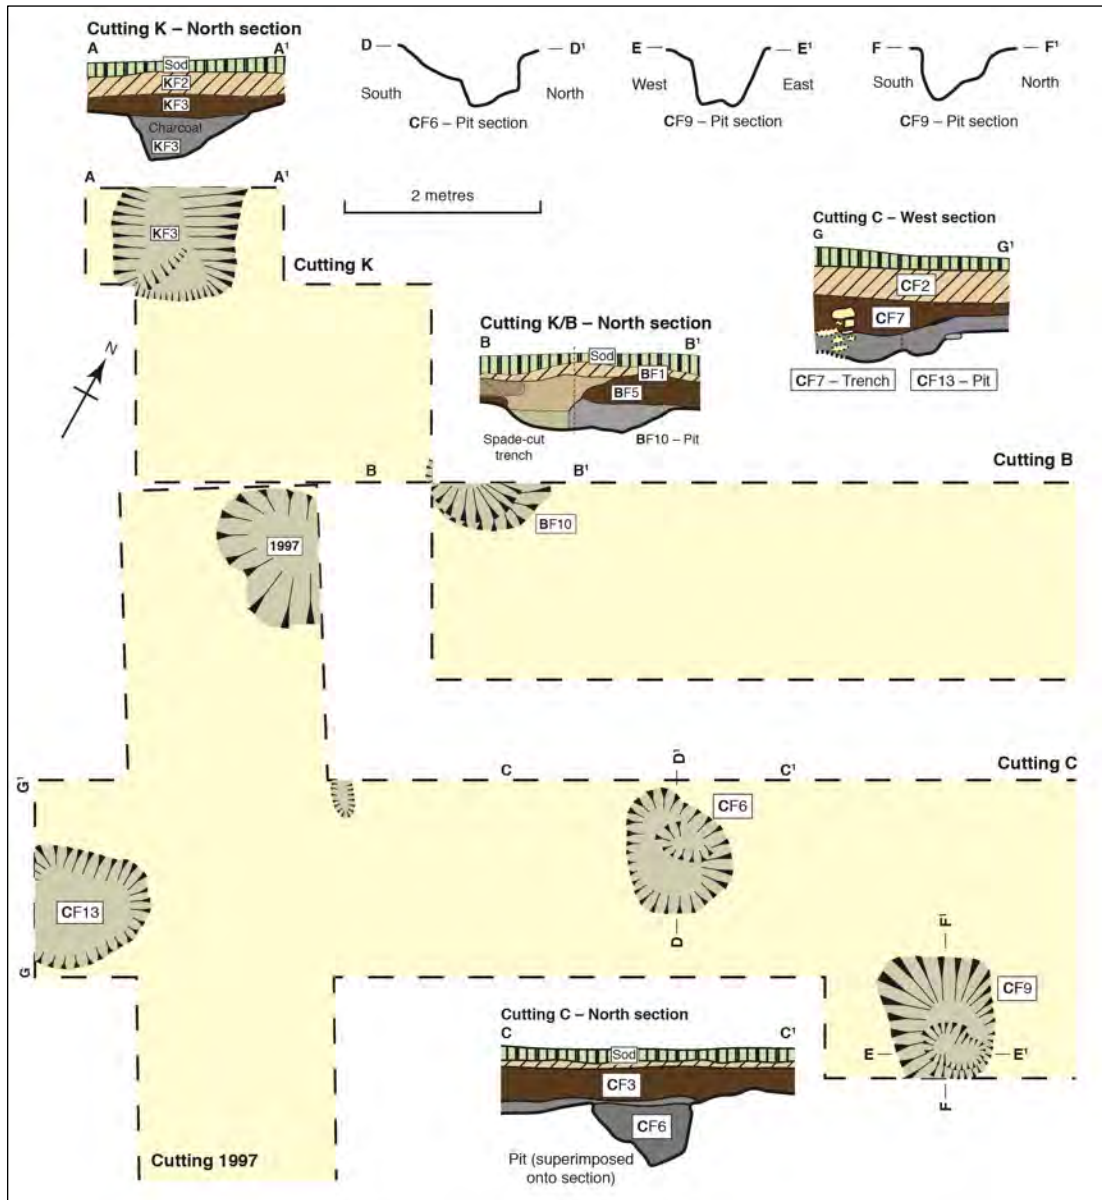 Cutting K – North section
A A¹
Sod
KF2
KF3
Charcoal
KF3
D D¹
South North
CF6 – Pit section
E E¹
West East
CF9 – Pit section
F F¹
South North
CF9 – Pit section
A A¹
KF3
Cutting K
2 metres
N
Cutting C – West section
G G¹
CF2
CF7
CF7 – Trench CF13 – Pit
Cutting K/B – North section
B B¹
Sod
BF1
BF5
Spade-cut
trench
BF10 – Pit
B B¹
Cutting B
1997
BF10
Cutting C
C C¹
G¹
D¹
CF6
CF13
G
D
F¹
CF9
E E¹
F
Cutting C – North section
C C¹
Sod
CF3
CF6
Pit (superimposed
onto section)
Cutting 1997